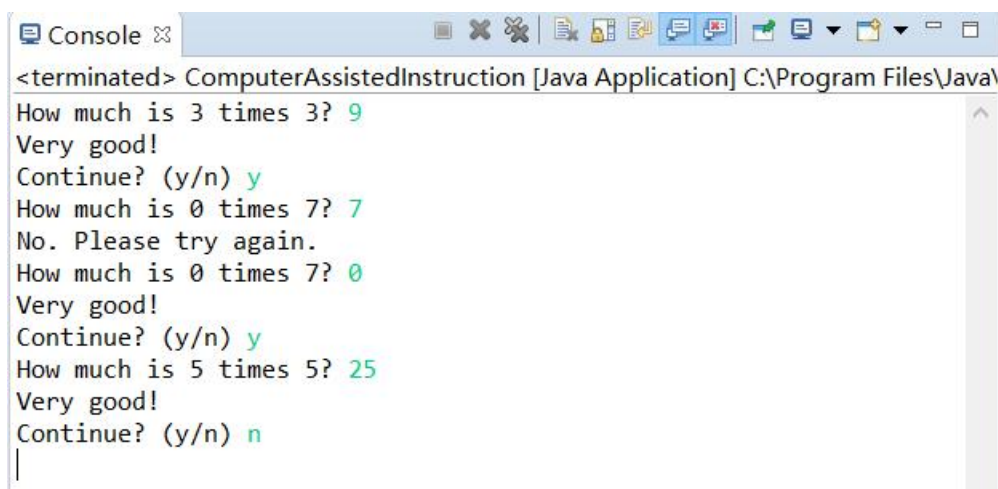 Console
<terminated> ComputerAssistedInstruction [Java Application] C:\Program Files\Java\
How much is 3 times 3? 9
Very good!
Continue? (y/n) y
How much is 0 times 7? 7
No. Please try again.
How much is 0 times 7? 0
Very good!
Continue? (y/n) y
How much is 5 times 5? 25
Very good!
Continue? (y/n) n